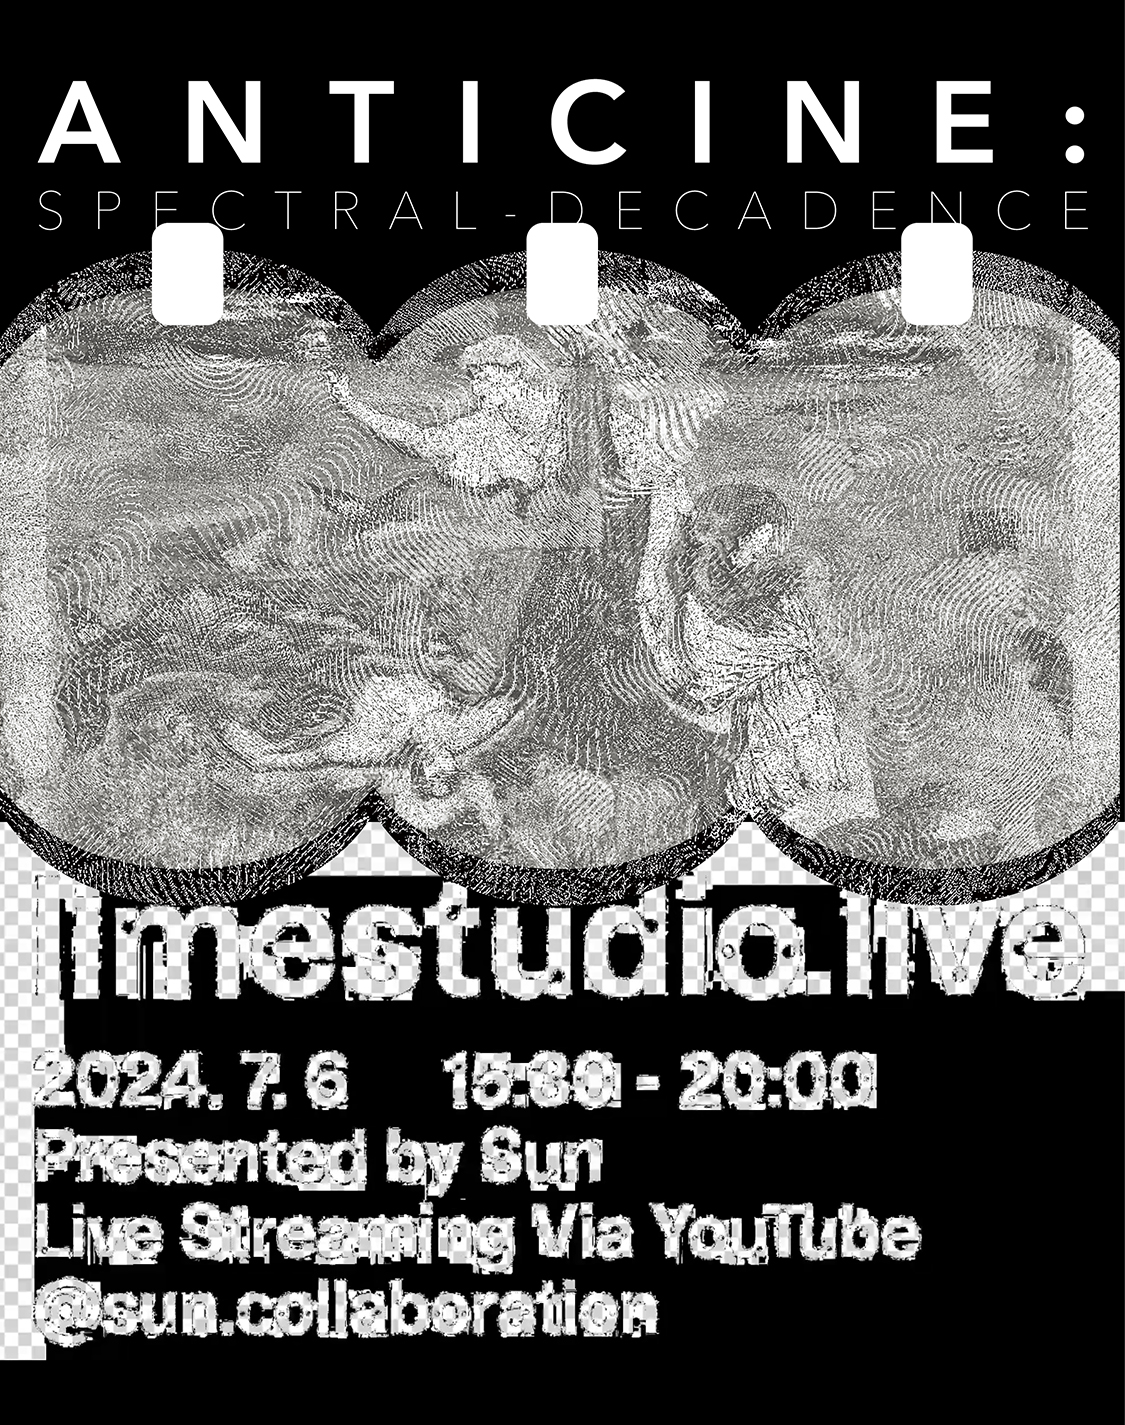 ANTICINE:
SPECTRAL-DECADENCE
limestudio.live
2024. 7. 6 15:30 - 20:00
Presented by Sun
Live Streaming Via YouTube
@sun.collaboration